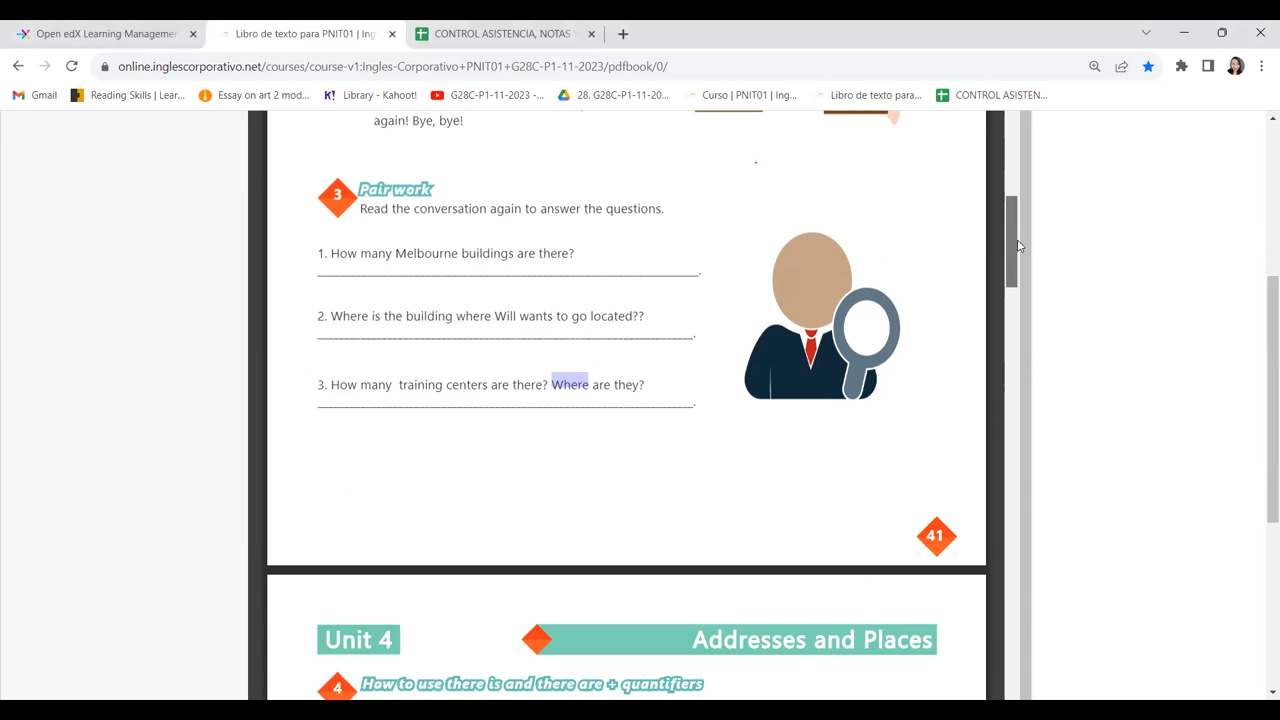 Open edX Learning Managemen
Libro de texto para PNIT01 | Ing
CONTROL ASISTENCIA, NOTAS
online.inglescorporativo.net/courses/course-v1:Ingles-Corporativo+PNIT01+G28C-P1-11-2023/pdfbook/0/
Gmail
Reading Skills | Lear...
Essay on art 2 mod...
Library - Kahoot!
G28C-P1-11-2023 -...
28. G28C-P1-11-20...
Curso | PNIT01 | Ing...
Libro de texto para...
CONTROL ASISTEN...
again! Bye, bye!
3 Pair work
Read the conversation again to answer the questions.
1. How many Melbourne buildings are there?
2. Where is the building where Will wants to go located??
3. How many training centers are there? Where are they?
41
Unit 4
Addresses and Places
4 How to use there is and there are + quantifiers